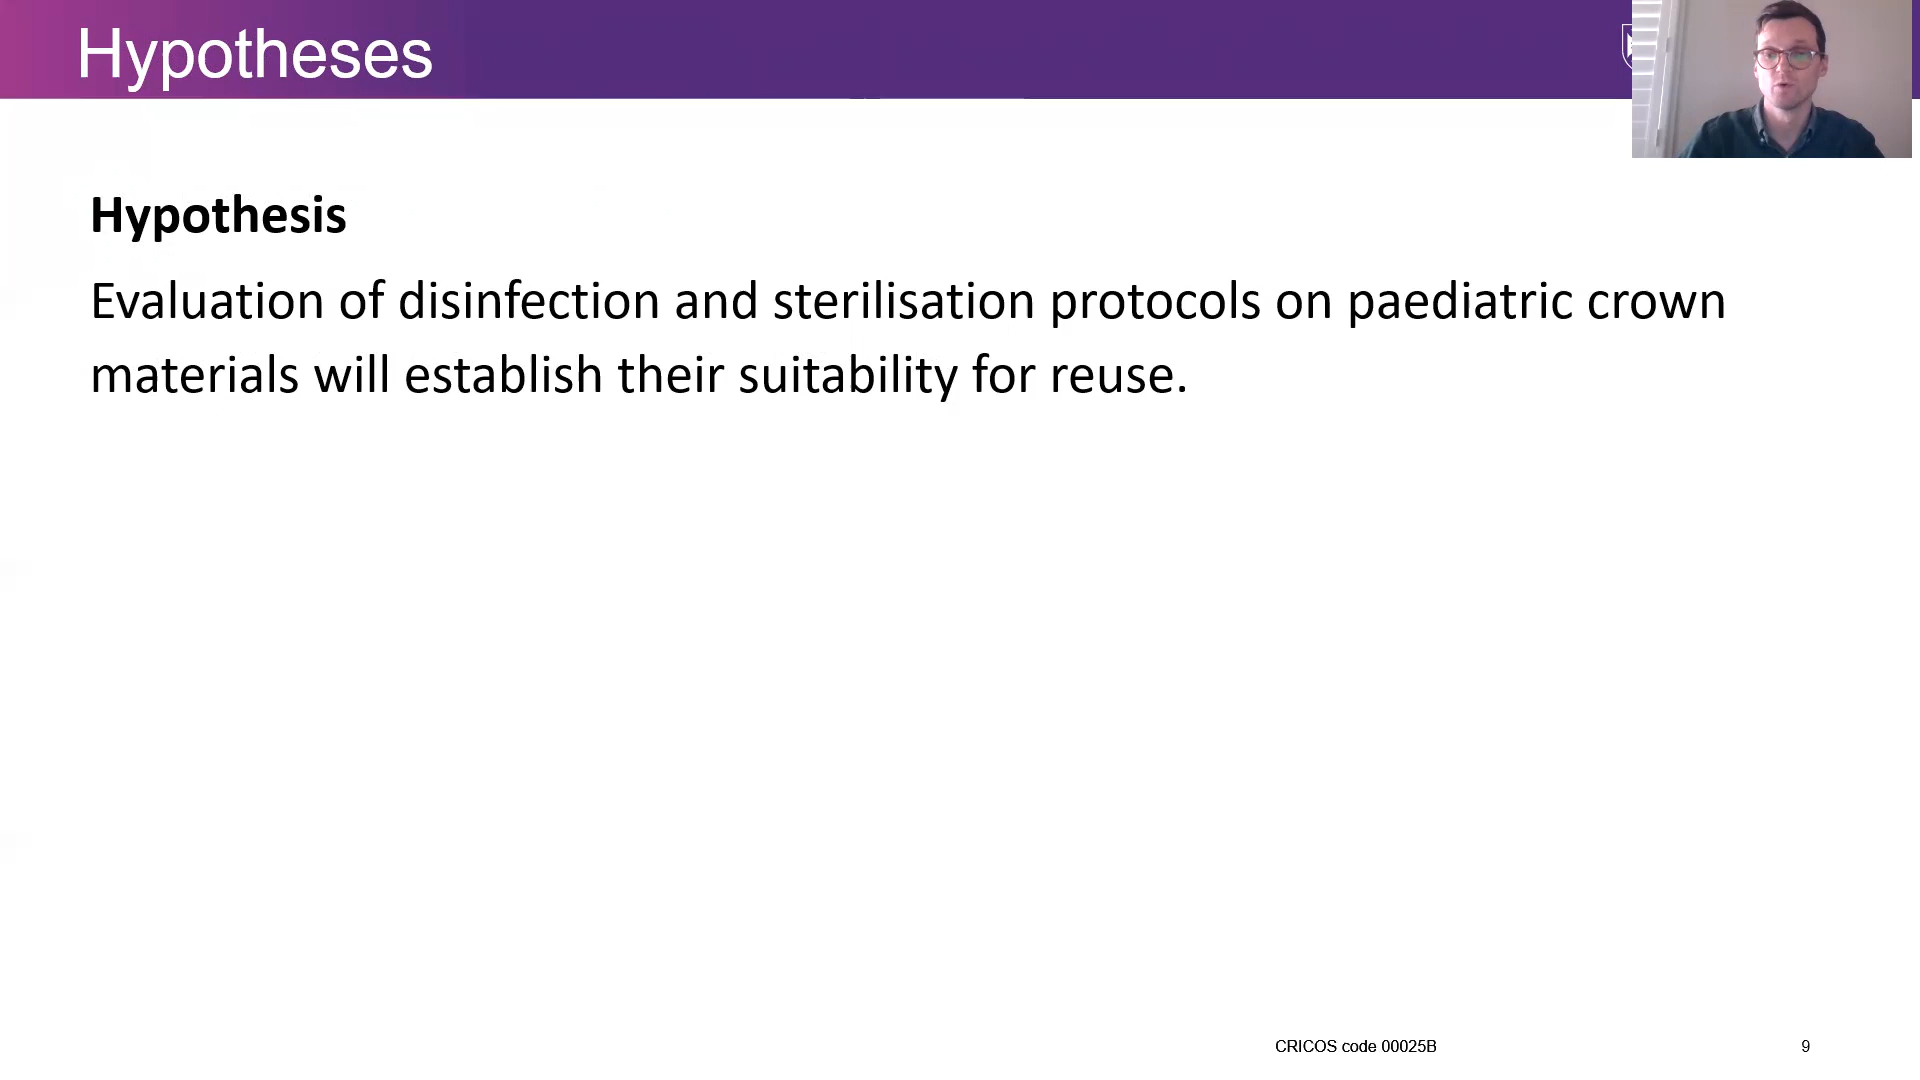 Hypotheses
Hypothesis
Evaluation of disinfection and sterilisation protocols on paediatric crown
materials will establish their suitability for reuse.
CRICOS code 00025B
9